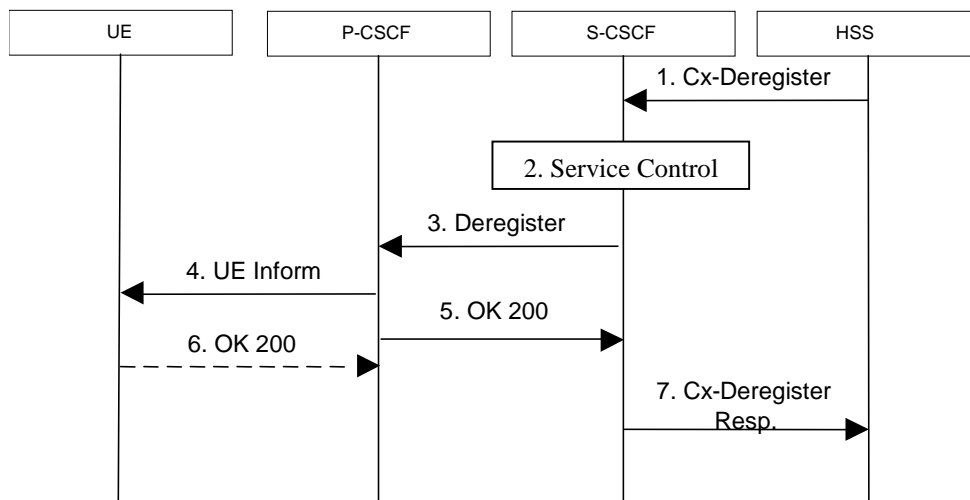 UE
P-CSCF
S-CSCF
HSS
1. Cx-Deregister
2. Service Control
3. Deregister
4. UE Inform
5. OK 200
6. OK 200
7. Cx-Deregister
Resp.